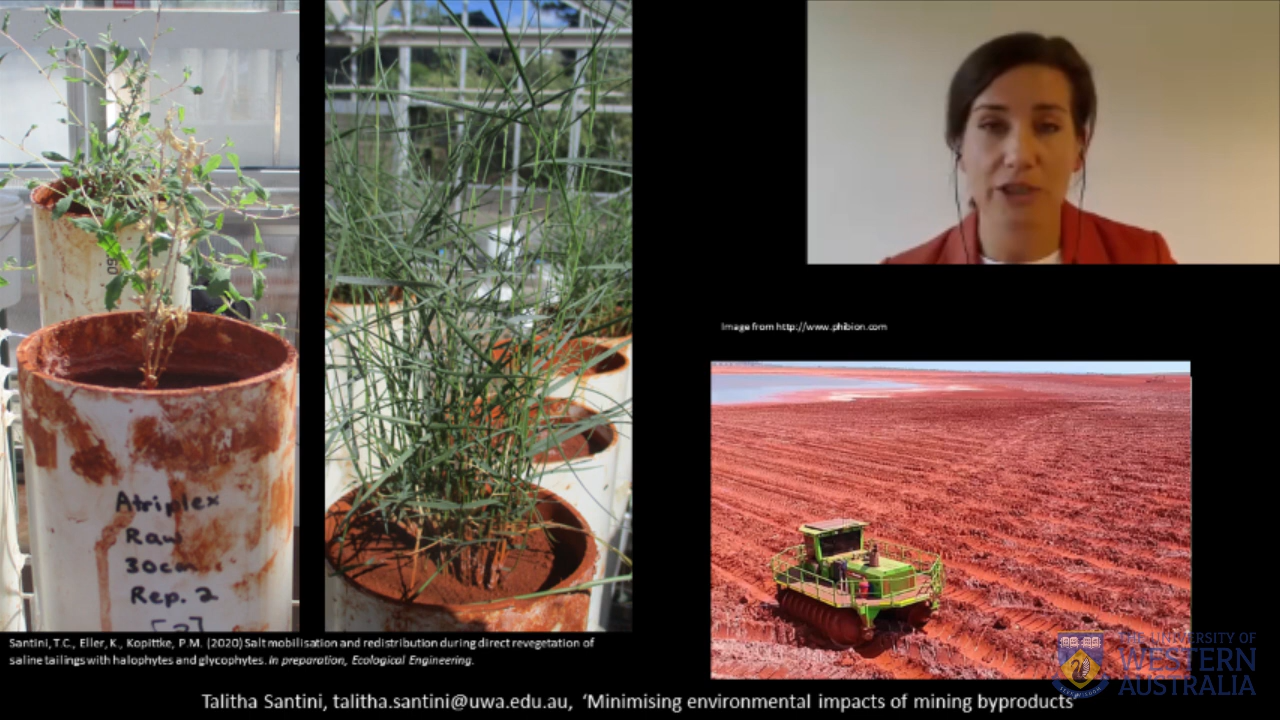 Atriplex
Raw
30cm
Rep. 2
Image from http://www.phibion.com
Santini, T.C., Eller, K., Kopittke, P.M. (2020) Salt mobilisation and redistribution during direct revegetation of
saline tailings with halophytes and glycophytes. In preparation, Ecological Engineering.
THE UNIVERSITY OF
WESTERN
AUSTRALIA
Talitha Santini, talitha.santini@uwa.edu.au, ‘Minimising environmental impacts of mining byproducts’